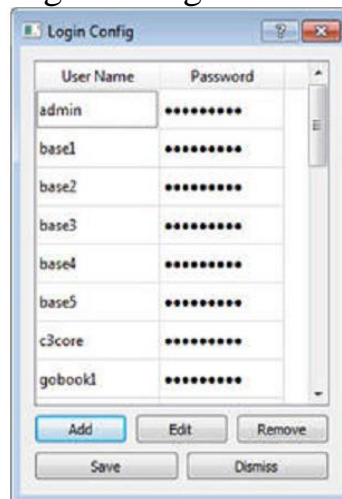 Login Config
User Name Password
admin •••••••••
base1 •••••••••
base2 •••••••••
base3 •••••••••
base4 •••••••••
base5 •••••••••
c3core •••••••••
gobook1 •••••••••
Add Edit Remove
Save Dismiss